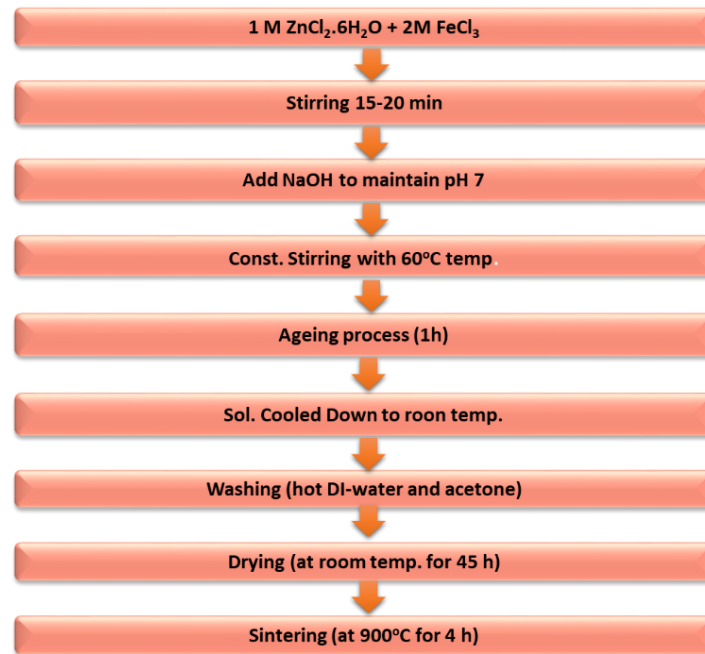 1 M ZnCl₂.6H₂O + 2M FeCl₃
Stirring 15-20 min
Add NaOH to maintain pH 7
Const. Stirring with 60°C temp.
Ageing process (1h)
Sol. Cooled Down to roon temp.
Washing (hot DI-water and acetone)
Drying (at room temp. for 45 h)
Sintering (at 900°C for 4 h)